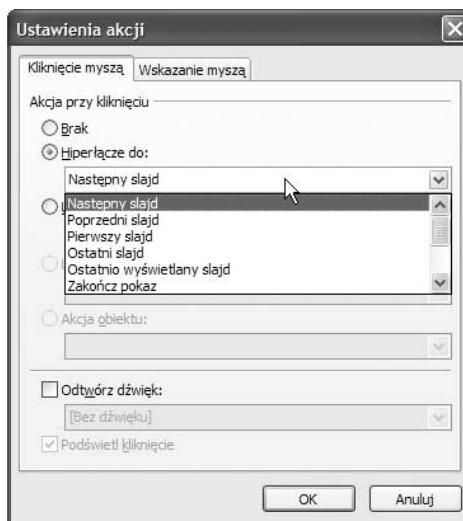 Ustawienia akcji
Kliknięcie myszą
Wskazanie myszą
Akcja przy kliknięciu
Brak
Hiperłącze do:
Następny slajd
Następny slajd
Poprzedni slajd
Pierwszy slajd
Ostatni slajd
Ostatnio wyświetlany slajd
Zakończ pokaz
Akcja obiektu:
Odtwórz dźwięk:
[Bez dźwięku]
Podświetl kliknięcie
OK
Anuluj